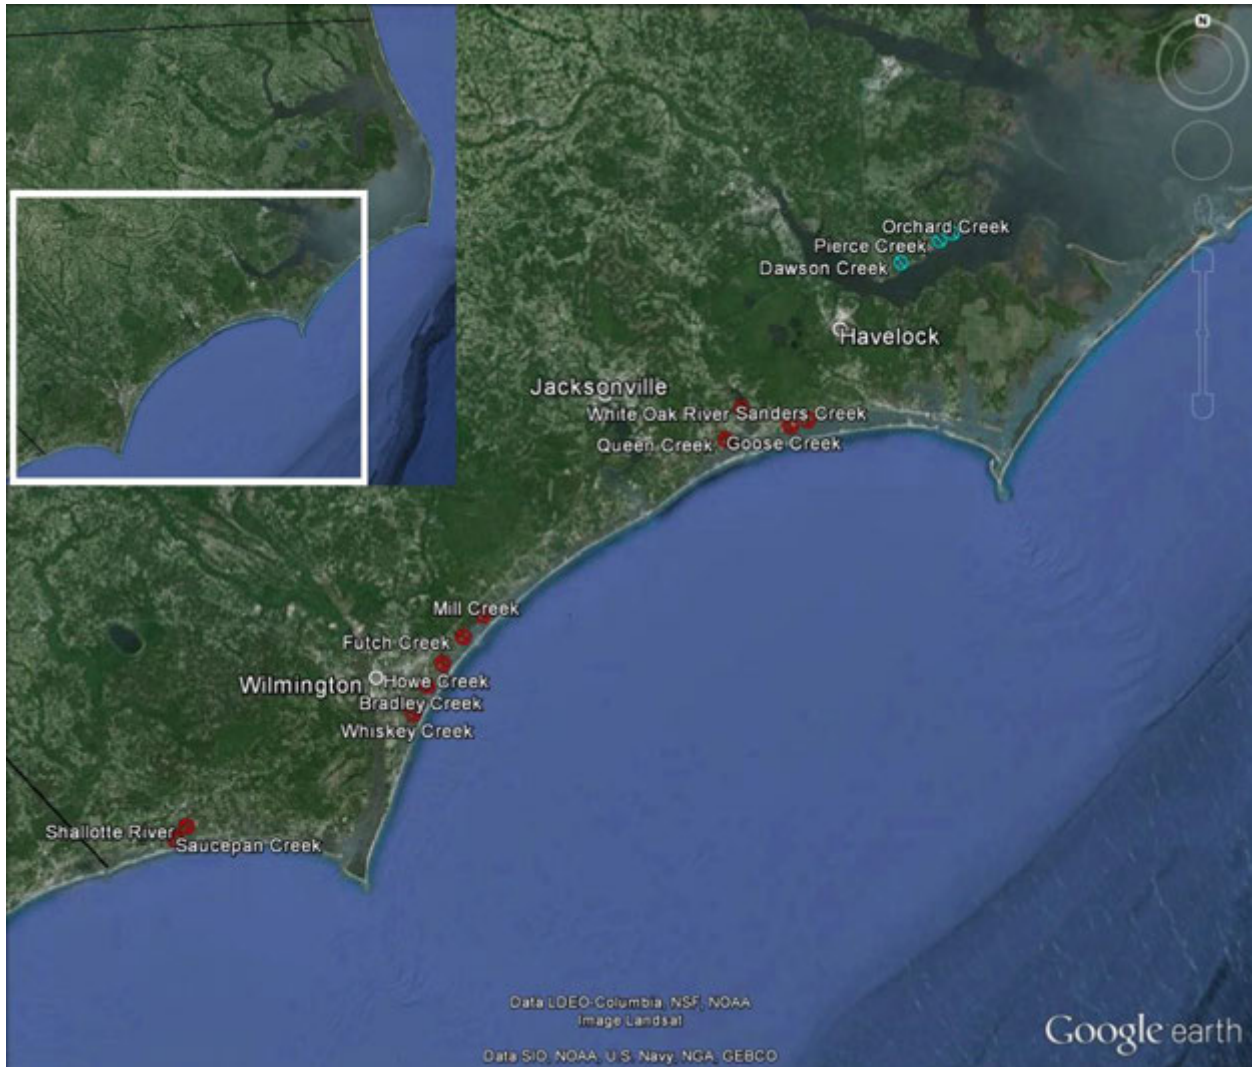 N
Orchard Creek
Pierce Creek
Dawson Creek
Havelock
Jacksonville
White Oak River Sanders Creek
Queen Creek Goose Creek
Mill Creek
Futch Creek
Wilmington Howe Creek
Bradley Creek
Whiskey Creek
Shallotte River
Saucepan Creek
Data LDEO-Columbia, NSF, NOAA
Image Landsat
Data SIO, NOAA, U.S. Navy, NGA, GEBCO
Google earth